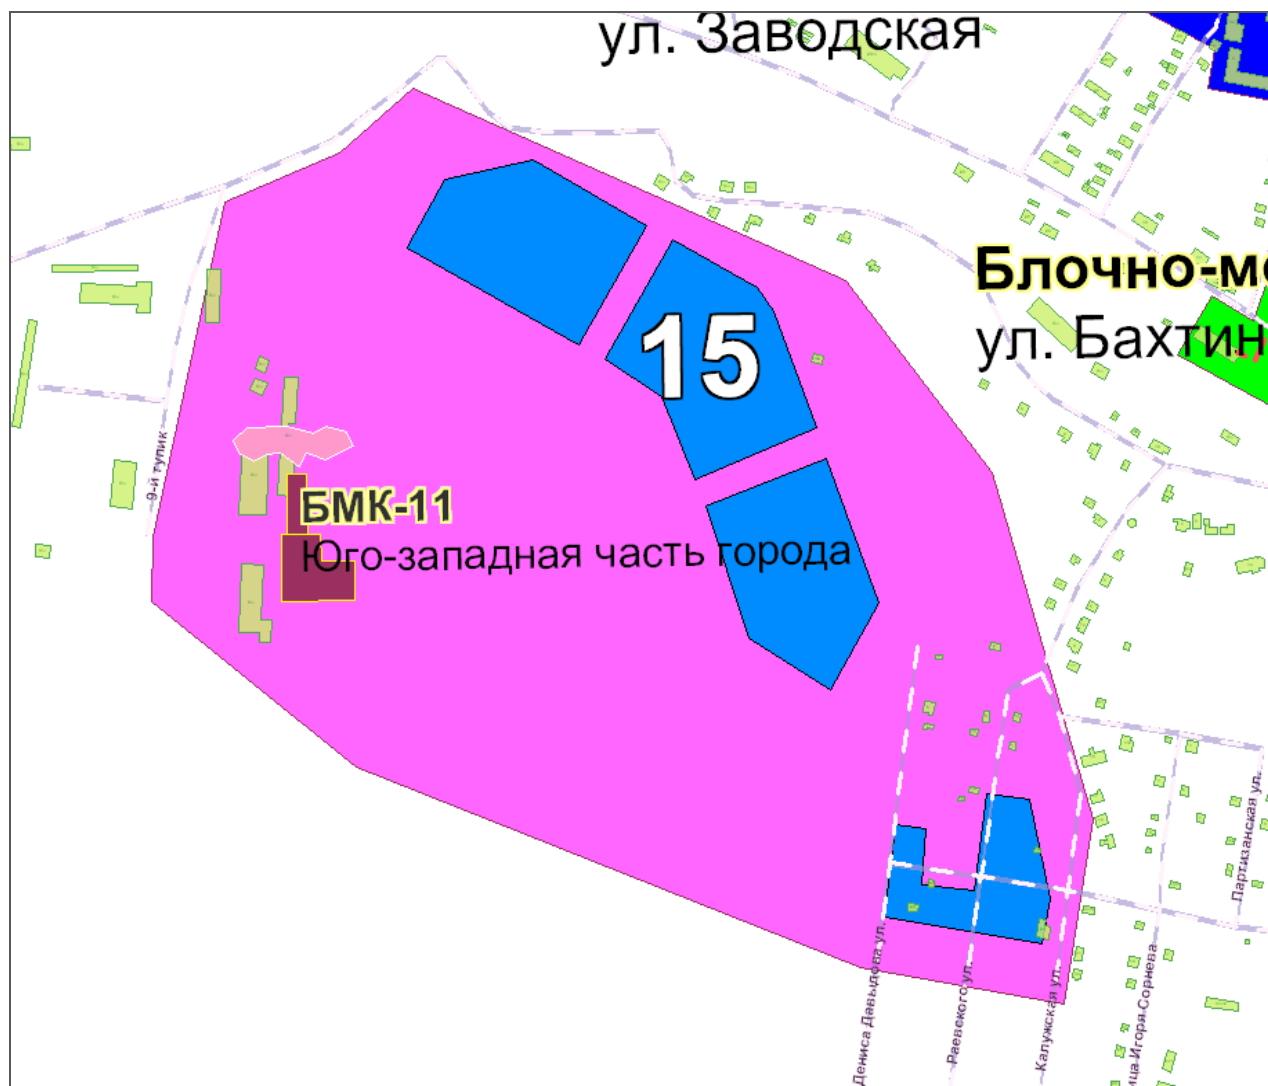 ул. Заводская
Блочно-м
ул. Бахтин
15
9-й тупик
БМК-11
Юго-западная часть города
Дениса Давыдова ул.
Раевского ул.
Калужская ул.
ица Игоря Сорнева
Партизанская ул.